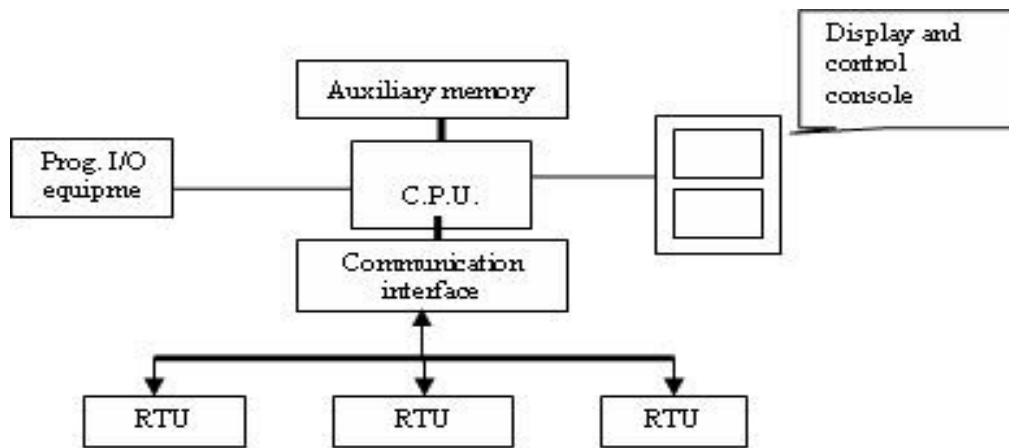 Display and
control
console
Auxiliary memory
Prog. I/O
equipme
C.P.U.
Communication
interface
RTU
RTU
RTU